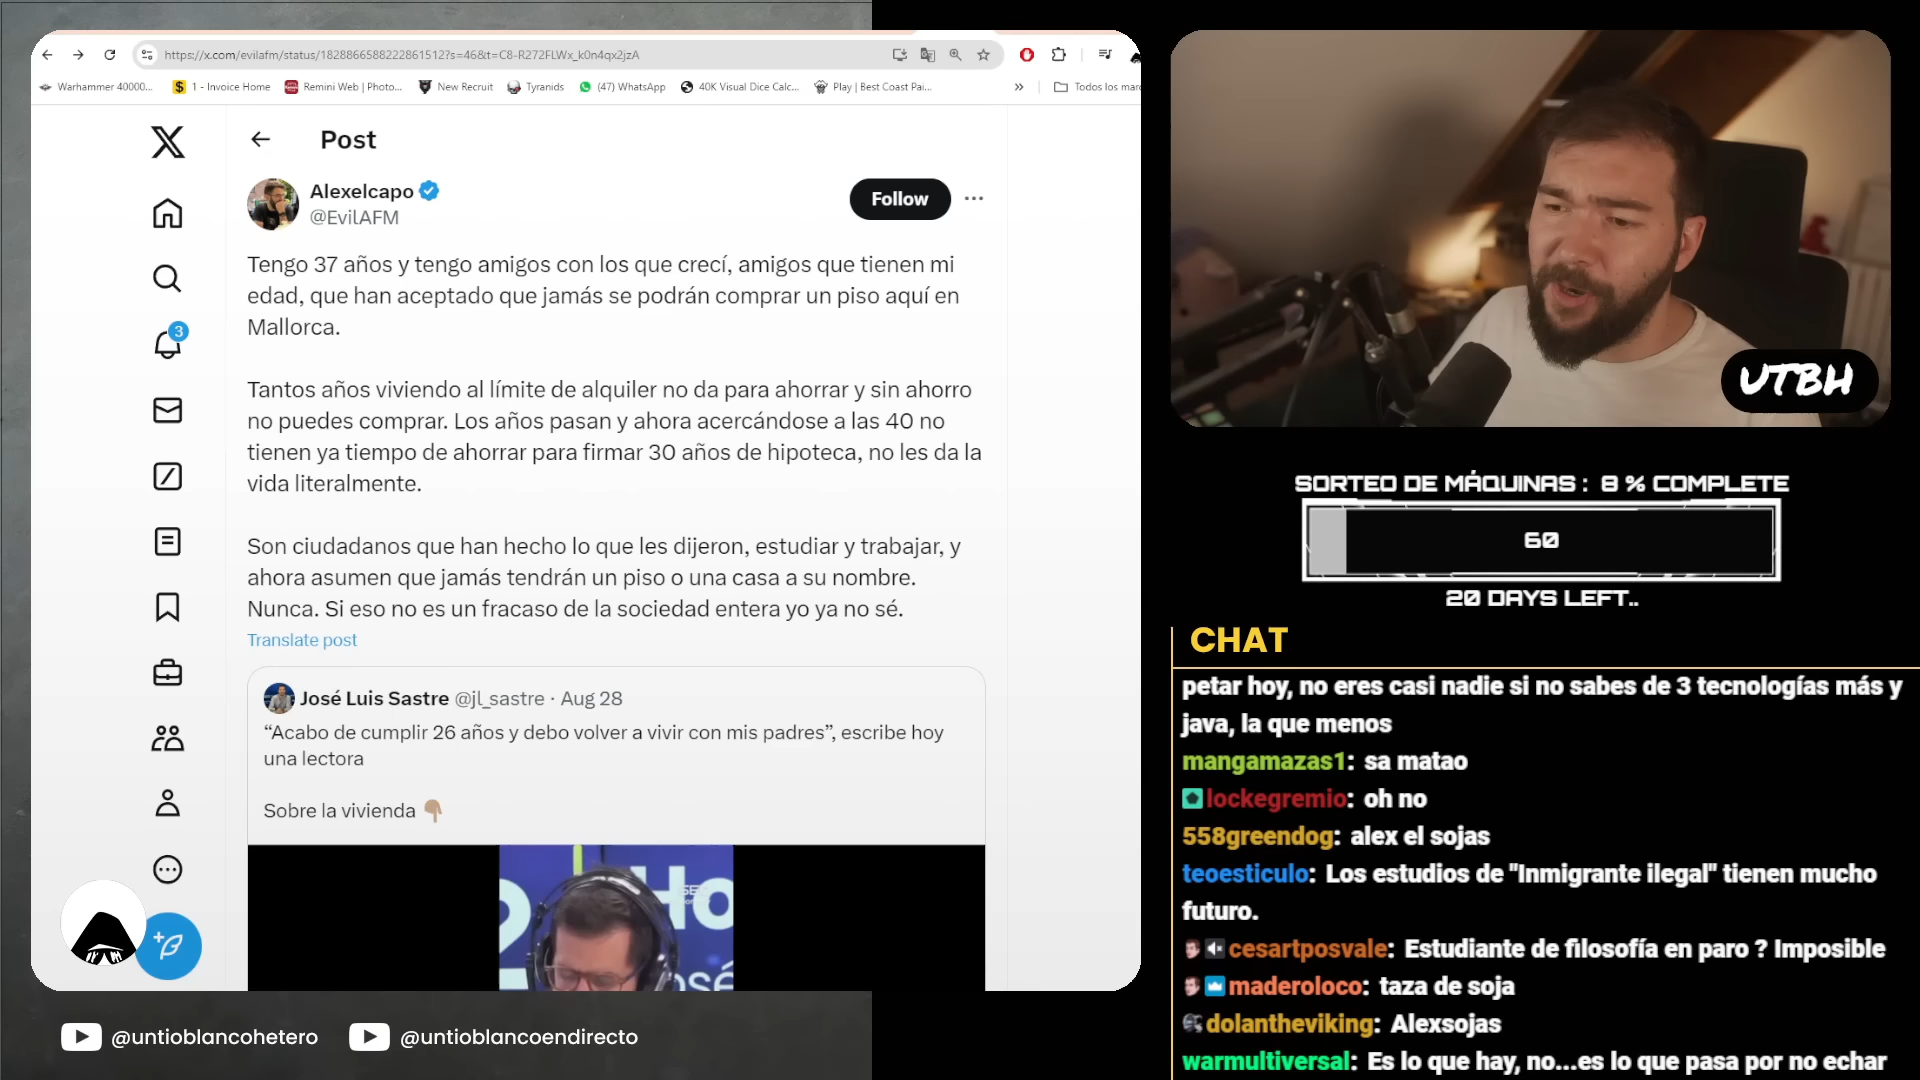 https://x.com/evilafm/status/1828866588222861512?s=46&t=C8-R272FLWx_k0n4qx2jzA
Warhammer 40000...
$ 1 - Invoice Home
Remini Web | Photo...
New Recruit
Tyranids
(47) WhatsApp
40K Visual Dice Calc...
Play | Best Coast Pai...
»
Todos los marc
Post
Alexelcapo
@EvilAFM
Follow
3
Tengo 37 años y tengo amigos con los que crecí, amigos que tienen mi
edad, que han aceptado que jamás se podrán comprar un piso aquí en
Mallorca.
Tantos años viviendo al límite de alquiler no da para ahorrar y sin ahorro
no puedes comprar. Los años pasan y ahora acercándose a las 40 no
tienen ya tiempo de ahorrar para firmar 30 años de hipoteca, no les da la
vida literalmente.
Son ciudadanos que han hecho lo que les dijeron, estudiar y trabajar, y
ahora asumen que jamás tendrán un piso o una casa a su nombre.
Nunca. Si eso no es un fracaso de la sociedad entera yo ya no sé.
Translate post
José Luis Sastre @jl_sastre · Aug 28
“Acabo de cumplir 26 años y debo volver a vivir con mis padres”, escribe hoy
una lectora
Sobre la vivienda 👇🏽
@untioblancohetero
@untioblancoendirecto
UTBH
SORTEO DE MÁQUINAS : 8 % COMPLETE
60
20 DAYS LEFT..
CHAT
petar hoy, no eres casi nadie si no sabes de 3 tecnologías más y
java, la que menos
mangamazas1: sa matao
lockegremio: oh no
558greendog: alex el sojas
teoesticulo: Los estudios de "Inmigrante ilegal" tienen mucho
futuro.
cesartposvale: Estudiante de filosofía en paro ? Imposible
maderoloco: taza de soja
dolantheviking: Alexsojas
warmultiversal: Es lo que hay, no...es lo que pasa por no echar